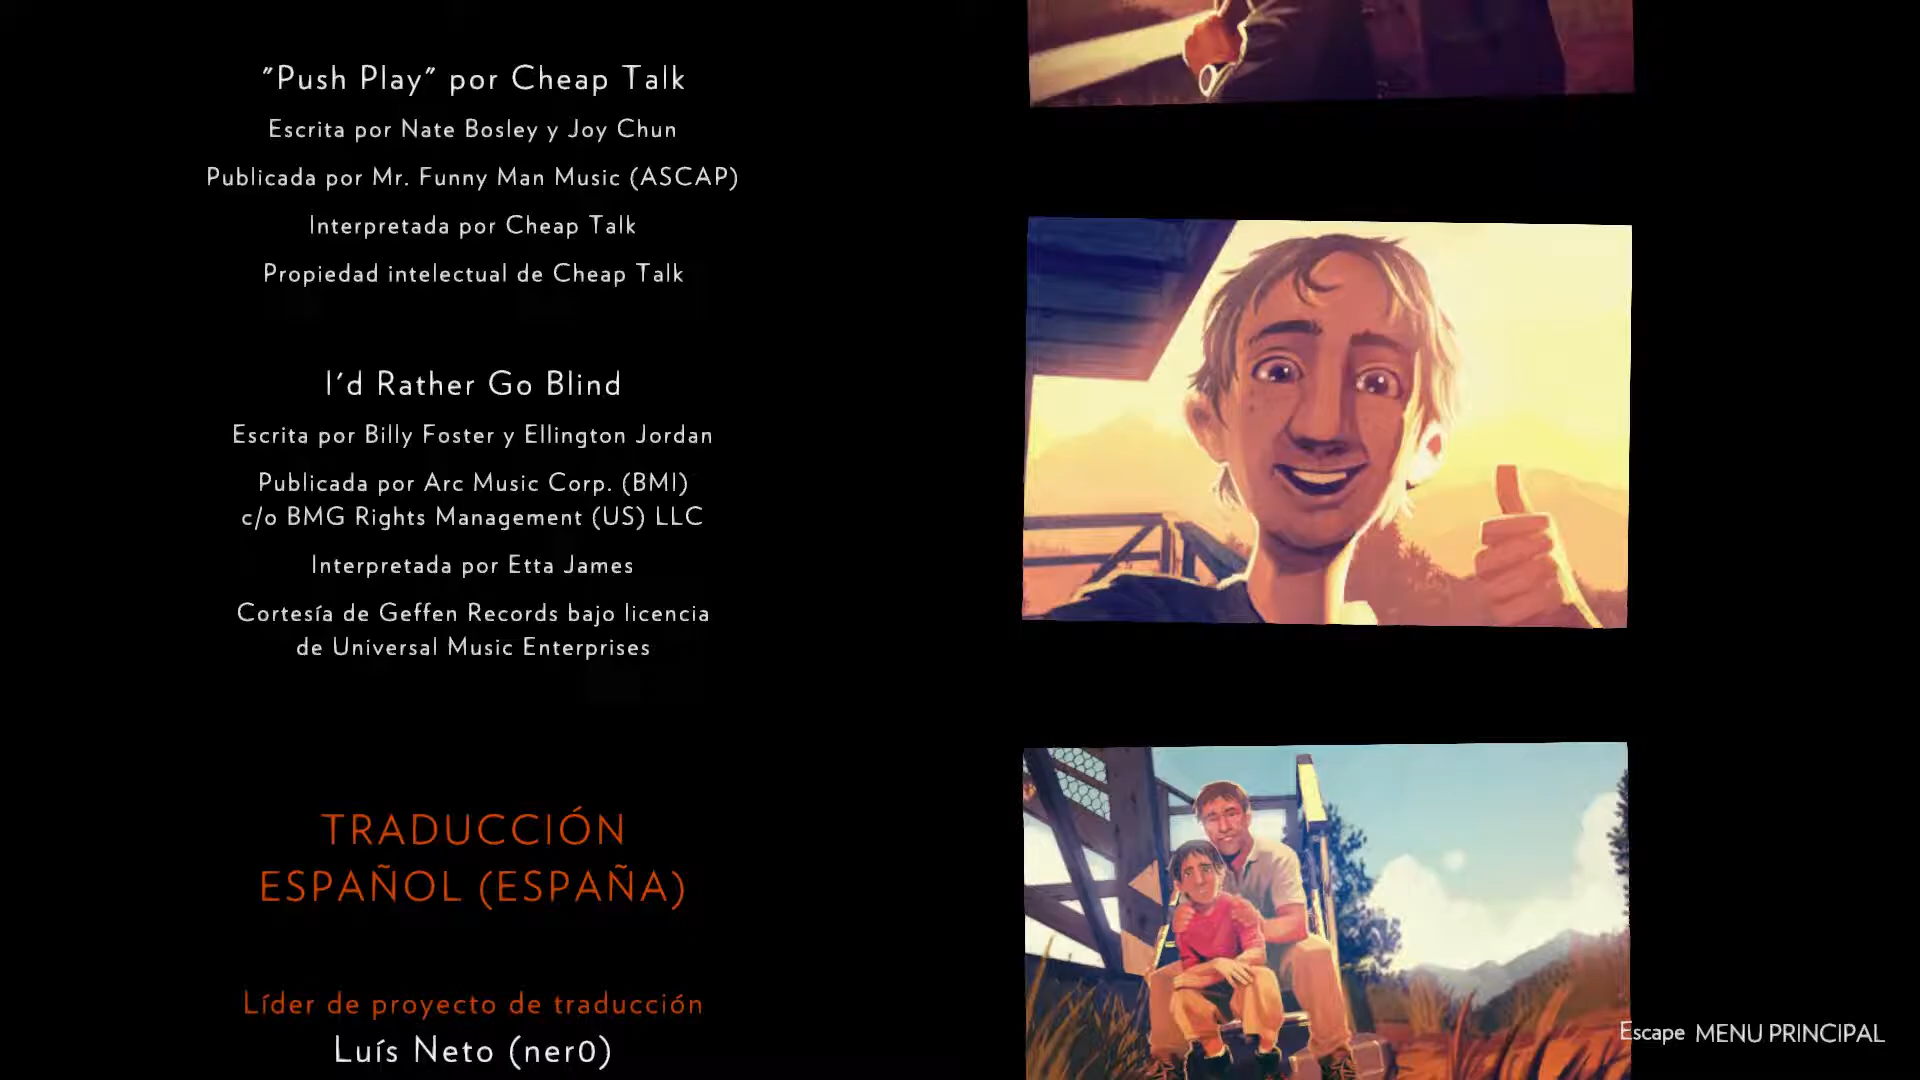 "Push Play" por Cheap Talk
Escrita por Nate Bosley y Joy Chun
Publicada por Mr. Funny Man Music (ASCAP)
Interpretada por Cheap Talk
Propiedad intelectual de Cheap Talk
I'd Rather Go Blind
Escrita por Billy Foster y Ellington Jordan
Publicada por Arc Music Corp. (BMI)
c/o BMG Rights Management (US) LLC
Interpretada por Etta James
Cortesía de Geffen Records bajo licencia
de Universal Music Enterprises
TRADUCCIÓN
ESPAÑOL (ESPAÑA)
Líder de proyecto de traducción
Luís Neto (ner0)
Escape MENU PRINCIPAL